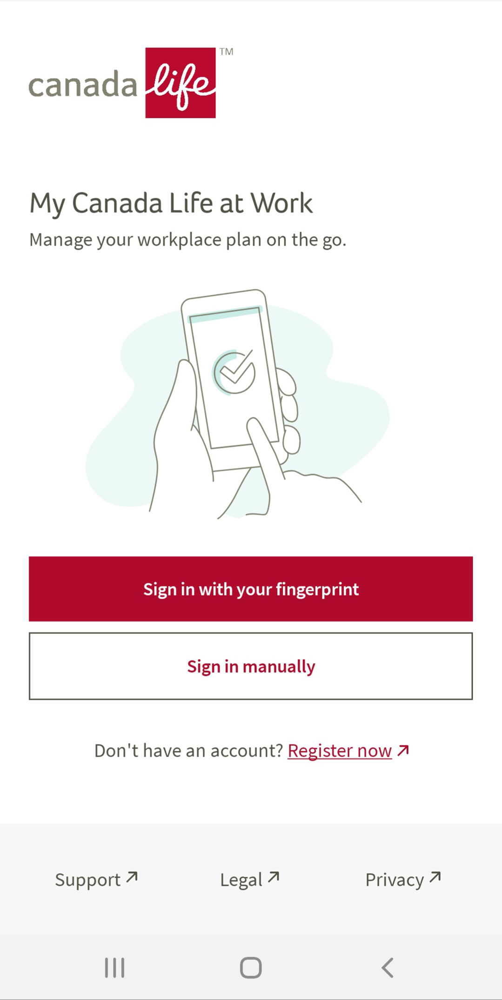 canada life TM
My Canada Life at Work
Manage your workplace plan on the go.
Sign in with your fingerprint
Sign in manually
Don't have an account? Register now
Support
Legal
Privacy